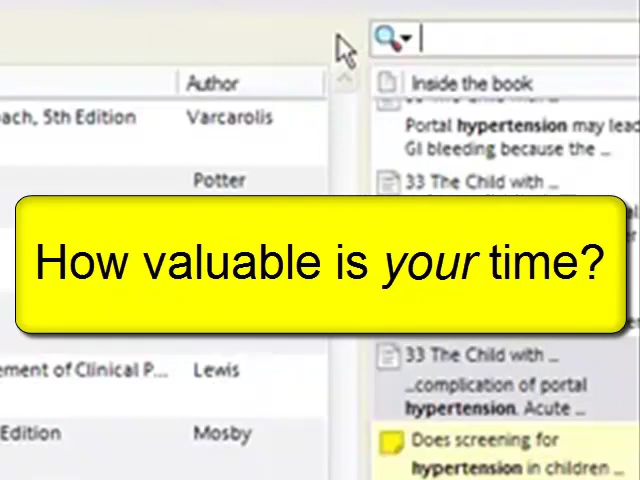 Author
Inside the book
ach, 5th Edition
Varcarolis
Portal hypertension may lead
GI bleeding because the ...
Potter
33 The Child with ...
How valuable is your time?
33 The Child with ...
ement of Clinical P...
Lewis
...complication of portal
hypertension. Acute ...
Edition
Mosby
Does screening for
hypertension in children ...